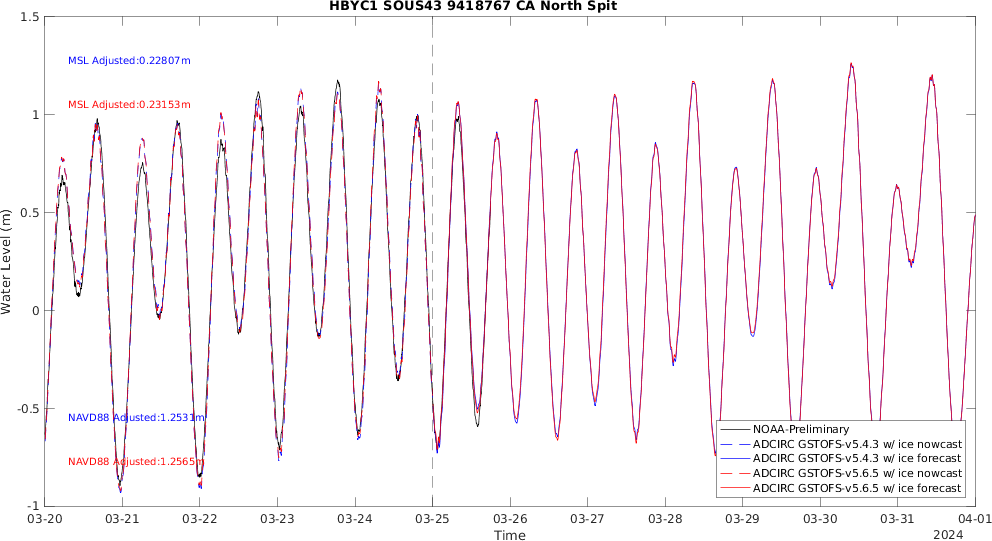 HBYC1 SOUS43 9418767 CA North Spit
1.5
1
0.5
0
-0.5
-1
Water Level (m)
MSL Adjusted:0.22807m
MSL Adjusted:0.23153m
NAVD88 Adjusted:1.2531m
NAVD88 Adjusted:1.2565m
NOAA-Preliminary
ADCIRC GSTOFS-v5.4.3 w/ ice nowcast
ADCIRC GSTOFS-v5.4.3 w/ ice forecast
ADCIRC GSTOFS-v5.6.5 w/ ice nowcast
ADCIRC GSTOFS-v5.6.5 w/ ice forecast
03-20 03-21 03-22 03-23 03-24 03-25 03-26 03-27 03-28 03-29 03-30 03-31 04-01
Time
2024